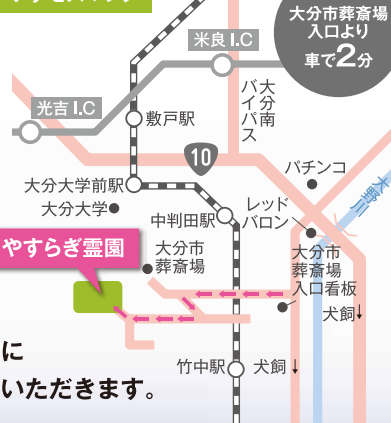 大分市葬斎場
入口より
車で2分
米良I.C
光吉I.C
大分南
バイパス
敷戸駅
10
パチンコ
大分大学前駅
大分大学
中判田駅
レッド
バロン
大野川
やすらぎ霊園
大分市
葬斎場
大分市
葬斎場
入口看板
犬飼↓
竹中駅
犬飼↓
に
いただきます。